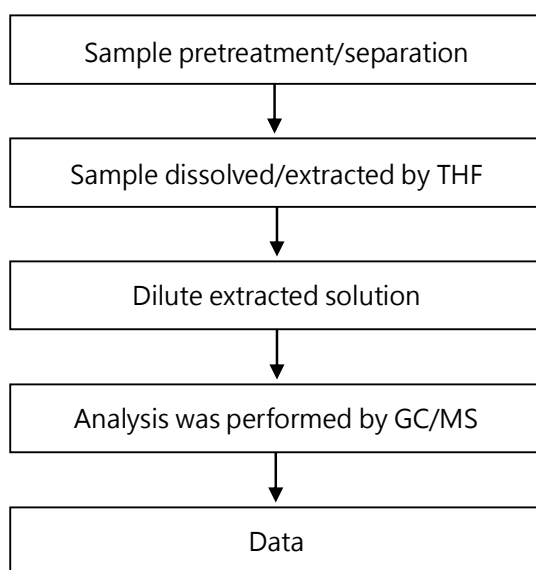 Sample pretreatment/separation
Sample dissolved/extracted by THF
Dilute extracted solution
Analysis was performed by GC/MS
Data